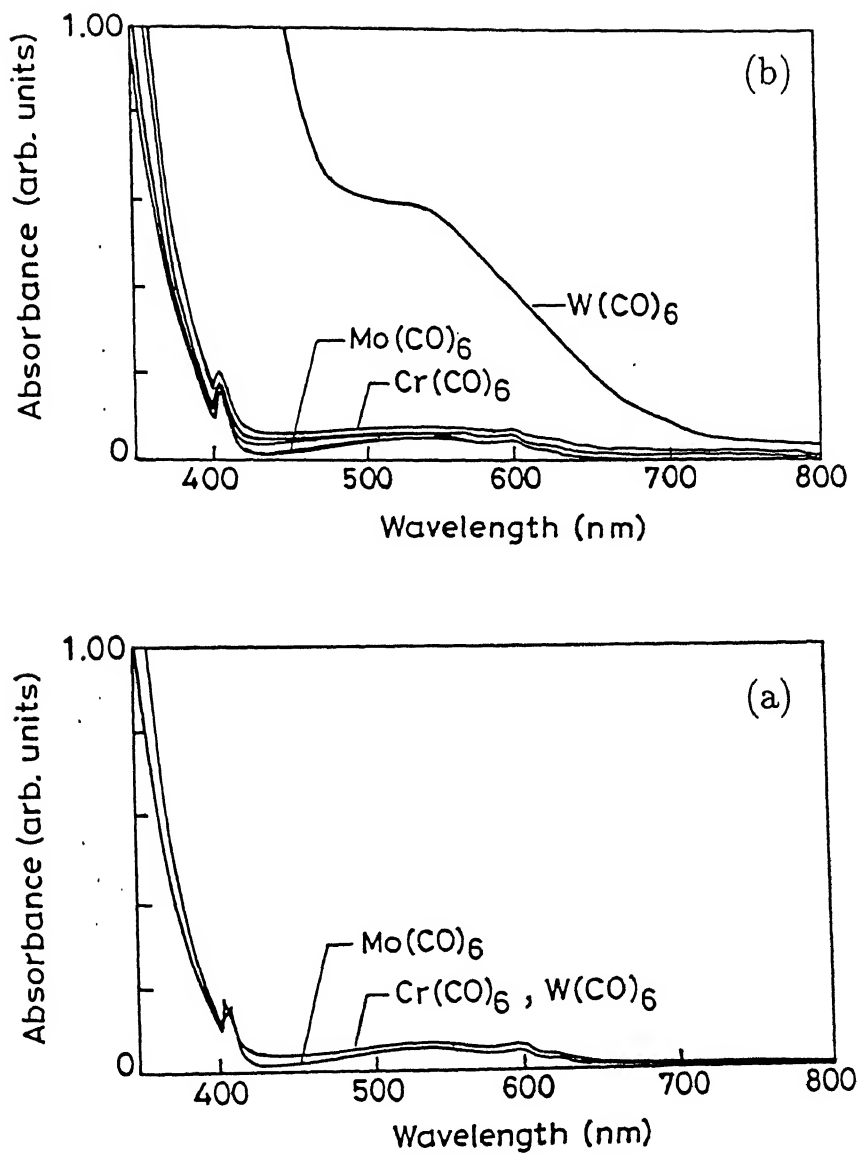 1.00
(b)
Absorbance (arb. units)
W(CO)6
Mo(CO)6
Cr(CO)6
0
400 500 600 700 800
Wavelength (nm)
1.00
(a)
Absorbance (arb. units)
Mo(CO)6
Cr(CO)6 , W(CO)6
0
400 500 600 700 800
Wavelength (nm)